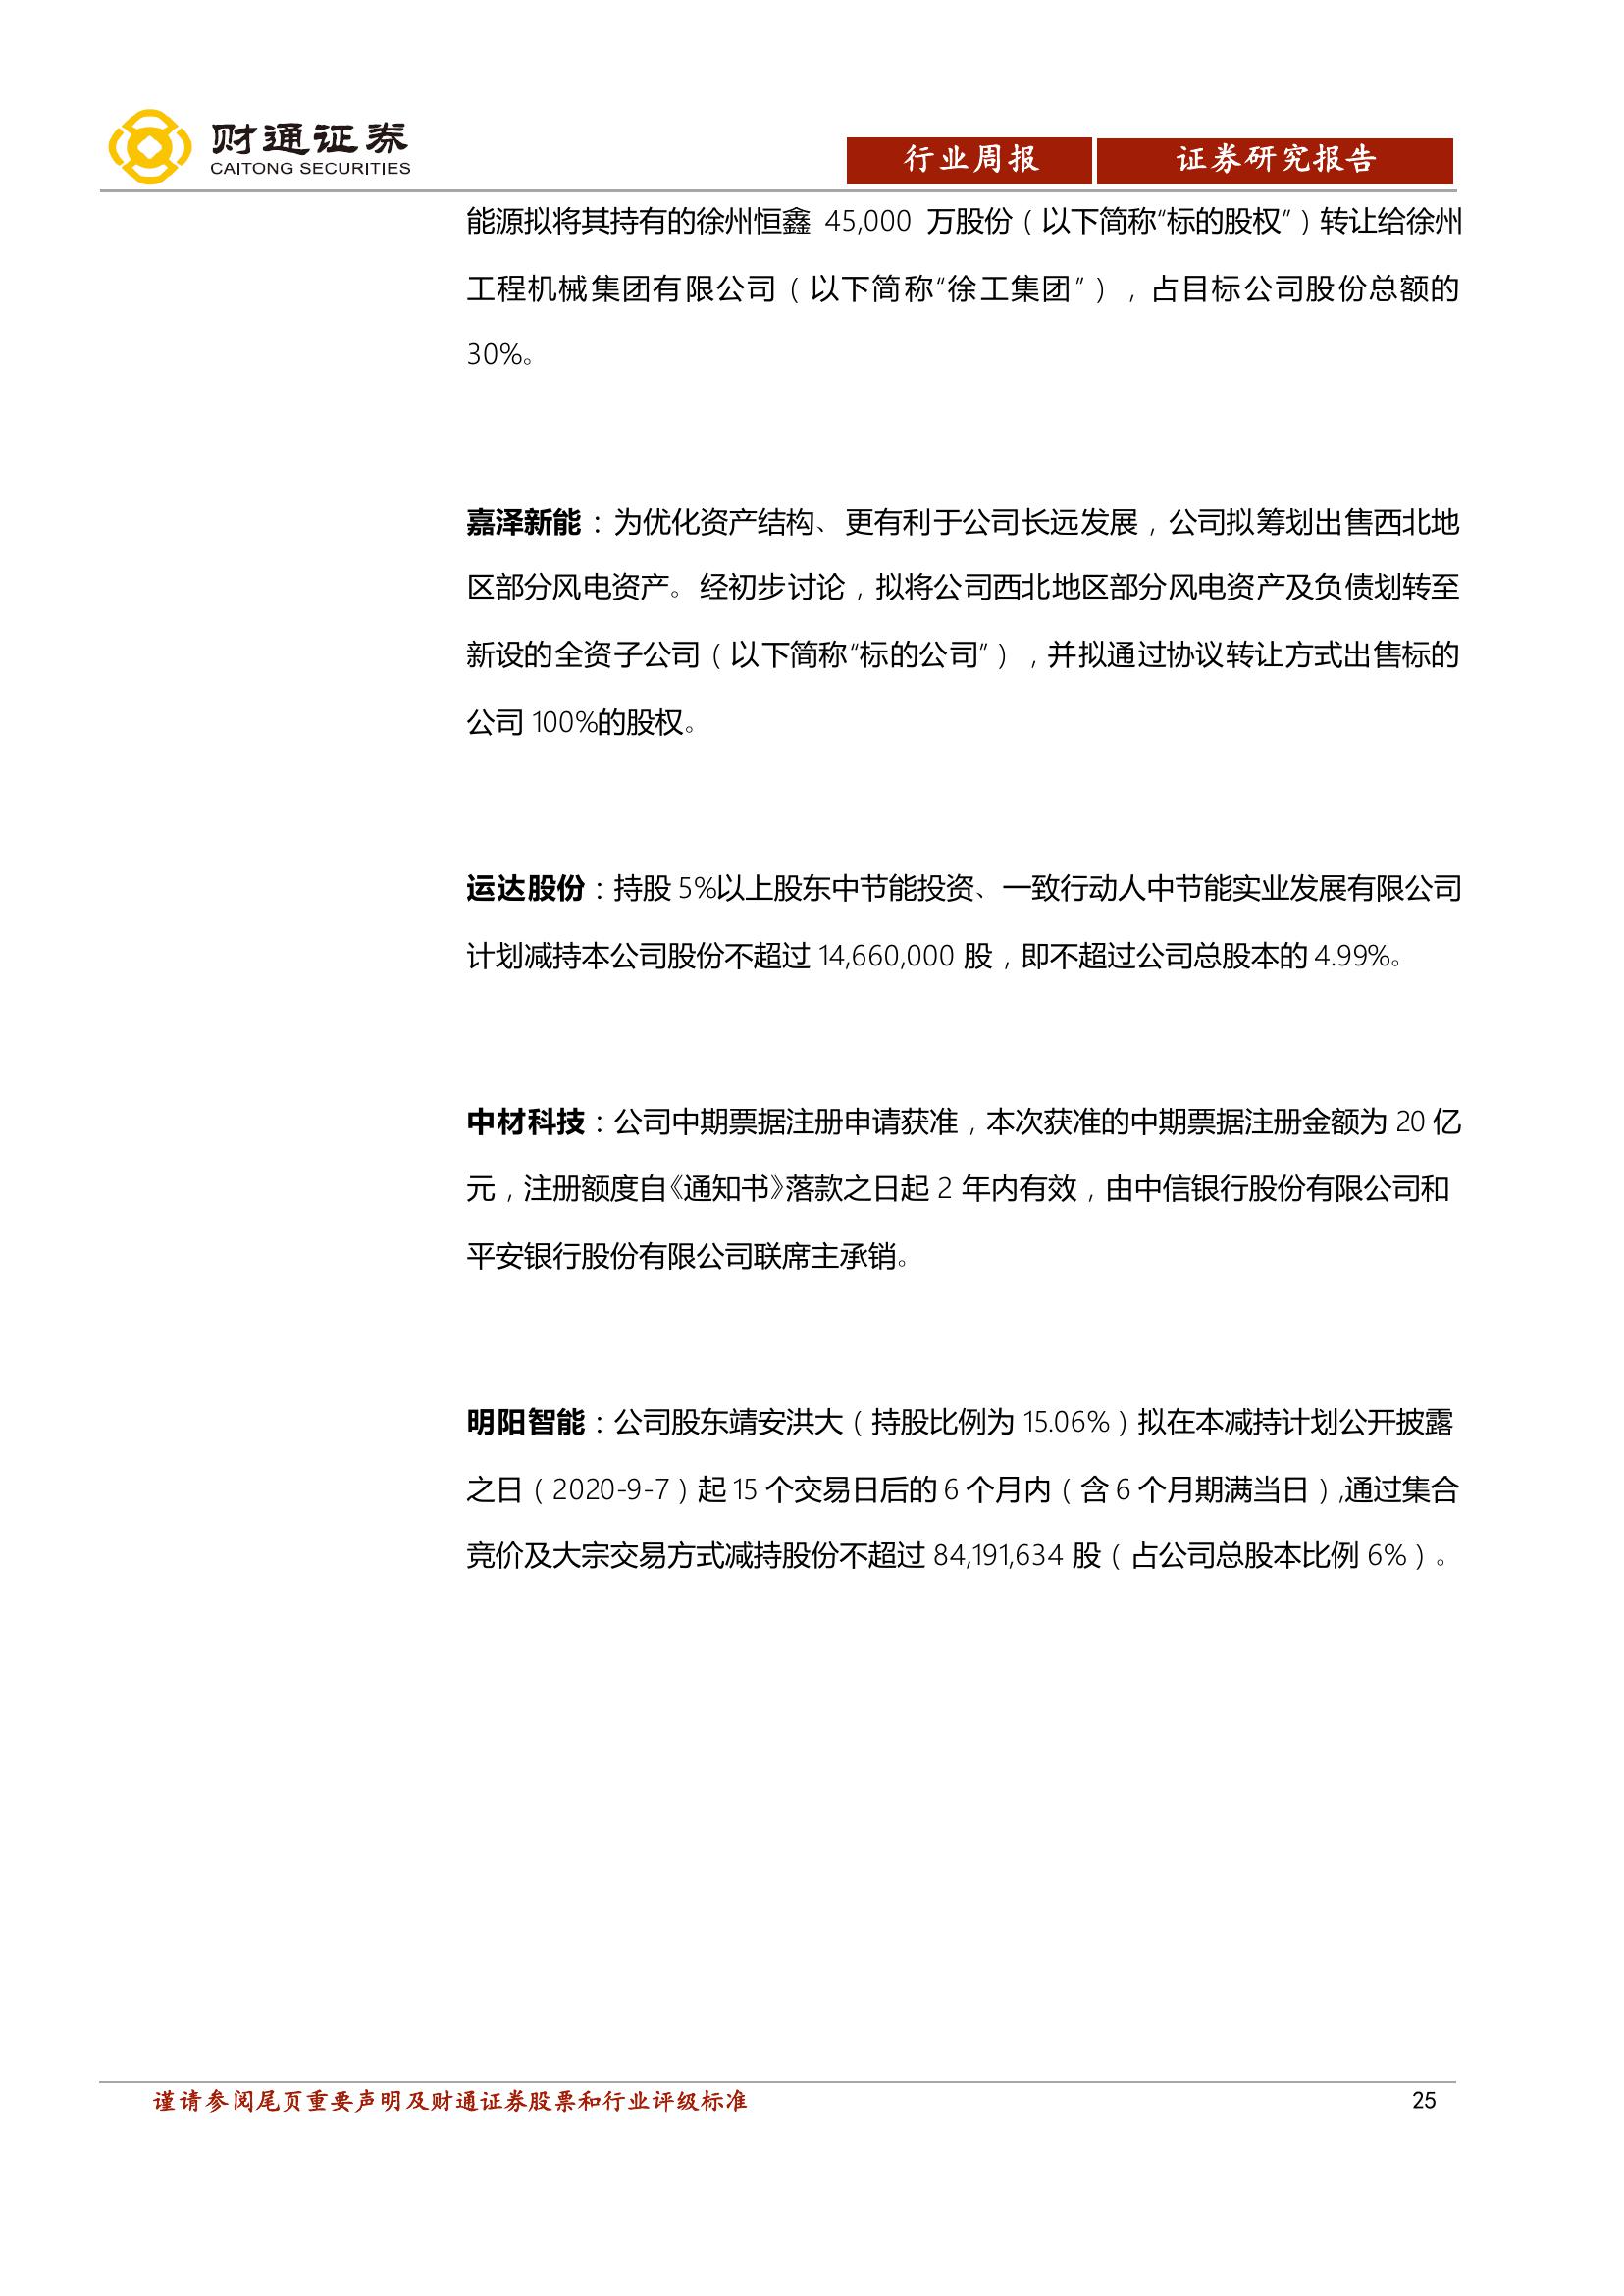 财通证券
CAITONG SECURITIES
行业周报
证券研究报告
能源拟将其持有的徐州恒鑫 45,000 万股份（以下简称“标的股权”）转让给徐州
工程机械集团有限公司（以下简称“徐工集团”），占目标公司股份总额的
30%。
嘉泽新能：为优化资产结构、更有利于公司长远发展，公司拟筹划出售西北地
区部分风电资产。经初步讨论，拟将公司西北地区部分风电资产及负债划转至
新设的全资子公司（以下简称“标的公司”），并拟通过协议转让方式出售标的
公司 100%的股权。
运达股份：持股 5%以上股东中节能投资、一致行动人中节能实业发展有限公司
计划减持本公司股份不超过 14,660,000 股，即不超过公司总股本的 4.99%。
中材科技：公司中期票据注册申请获准，本次获准的中期票据注册金额为 20 亿
元，注册额度自《通知书》落款之日起 2 年内有效，由中信银行股份有限公司和
平安银行股份有限公司联席主承销。
明阳智能：公司股东靖安洪大（持股比例为 15.06%）拟在本减持计划公开披露
之日（2020-9-7）起 15 个交易日后的 6 个月内（含 6 个月期满当日）,通过集合
竞价及大宗交易方式减持股份不超过 84,191,634 股（占公司总股本比例 6%）。
谨请参阅尾页重要声明及财通证券股票和行业评级标准
25